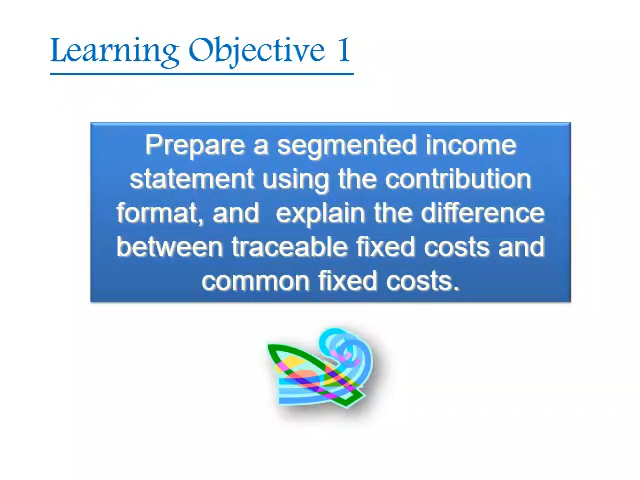 Learning Objective 1
Prepare a segmented income
statement using the contribution
format, and  explain the difference
between traceable fixed costs and
common fixed costs.